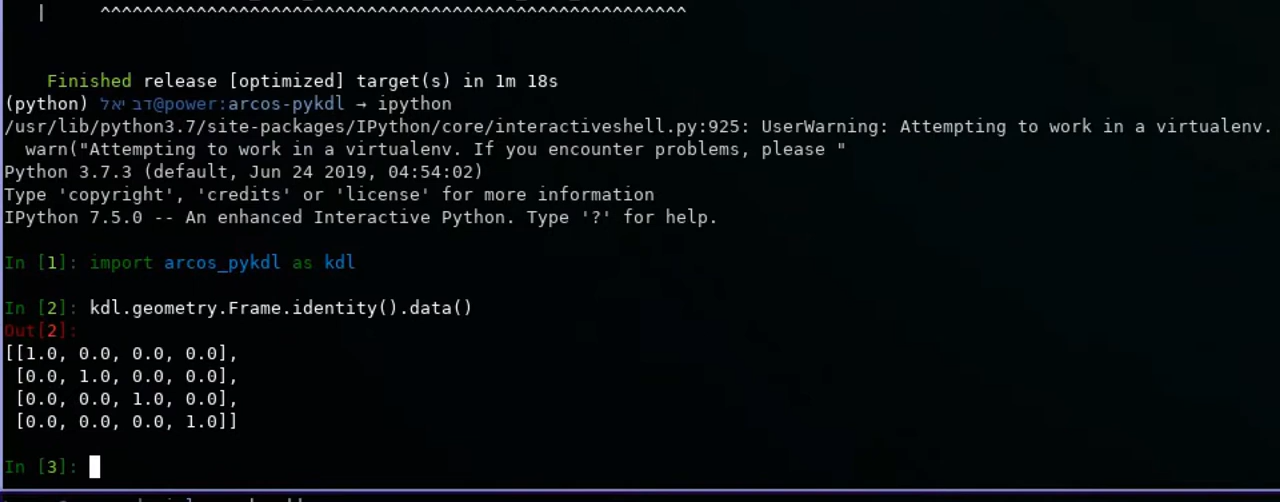 | ^^^^^^^^^^^^^^^^^^^^^^^^^^^^^^^^^^^^^^^^^^^^^^^^^^^^^^^
Finished release [optimized] target(s) in 1m 18s
(python) דב יאל@power:arcos-pykdl → ipython
/usr/lib/python3.7/site-packages/IPython/core/interactiveshell.py:925: UserWarning: Attempting to work in a virtualenv.
warn("Attempting to work in a virtualenv. If you encounter problems, please "
Python 3.7.3 (default, Jun 24 2019, 04:54:02)
Type 'copyright', 'credits' or 'license' for more information
IPython 7.5.0 -- An enhanced Interactive Python. Type '?' for help.
In [1]: import arcos_pykdl as kdl
In [2]: kdl.geometry.Frame.identity().data()
Out[2]:
[[1.0, 0.0, 0.0, 0.0],
[0.0, 1.0, 0.0, 0.0],
[0.0, 0.0, 1.0, 0.0],
[0.0, 0.0, 0.0, 1.0]]
In [3]: